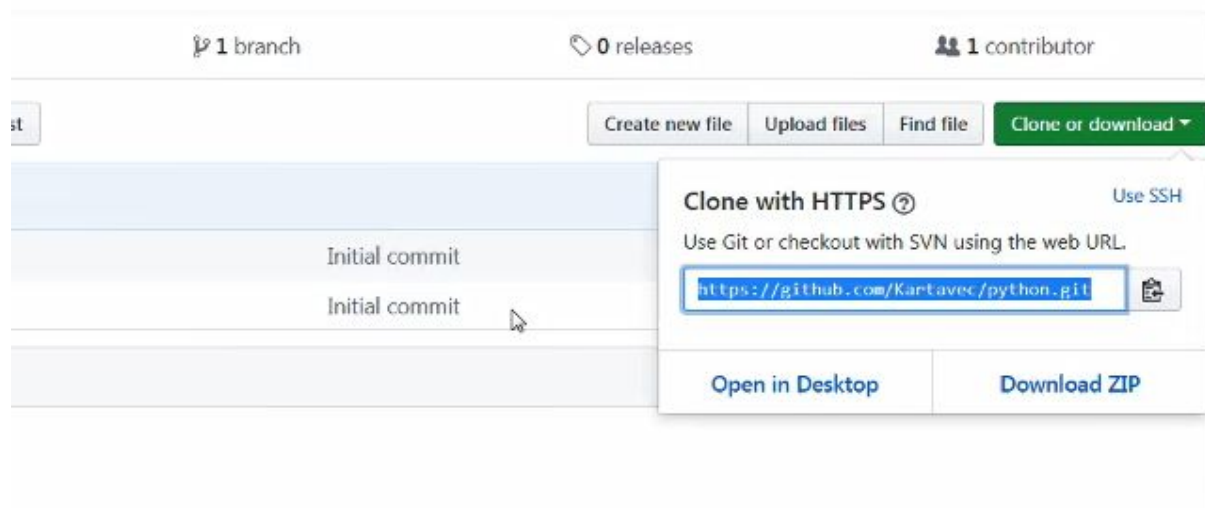 1 branch
0 releases
1 contributor
st
Create new file
Upload files
Find file
Clone or download
Clone with HTTPS
Use SSH
Use Git or checkout with SVN using the web URL.
https://github.com/Kartavec/python.git
Initial commit
Initial commit
Open in Desktop
Download ZIP